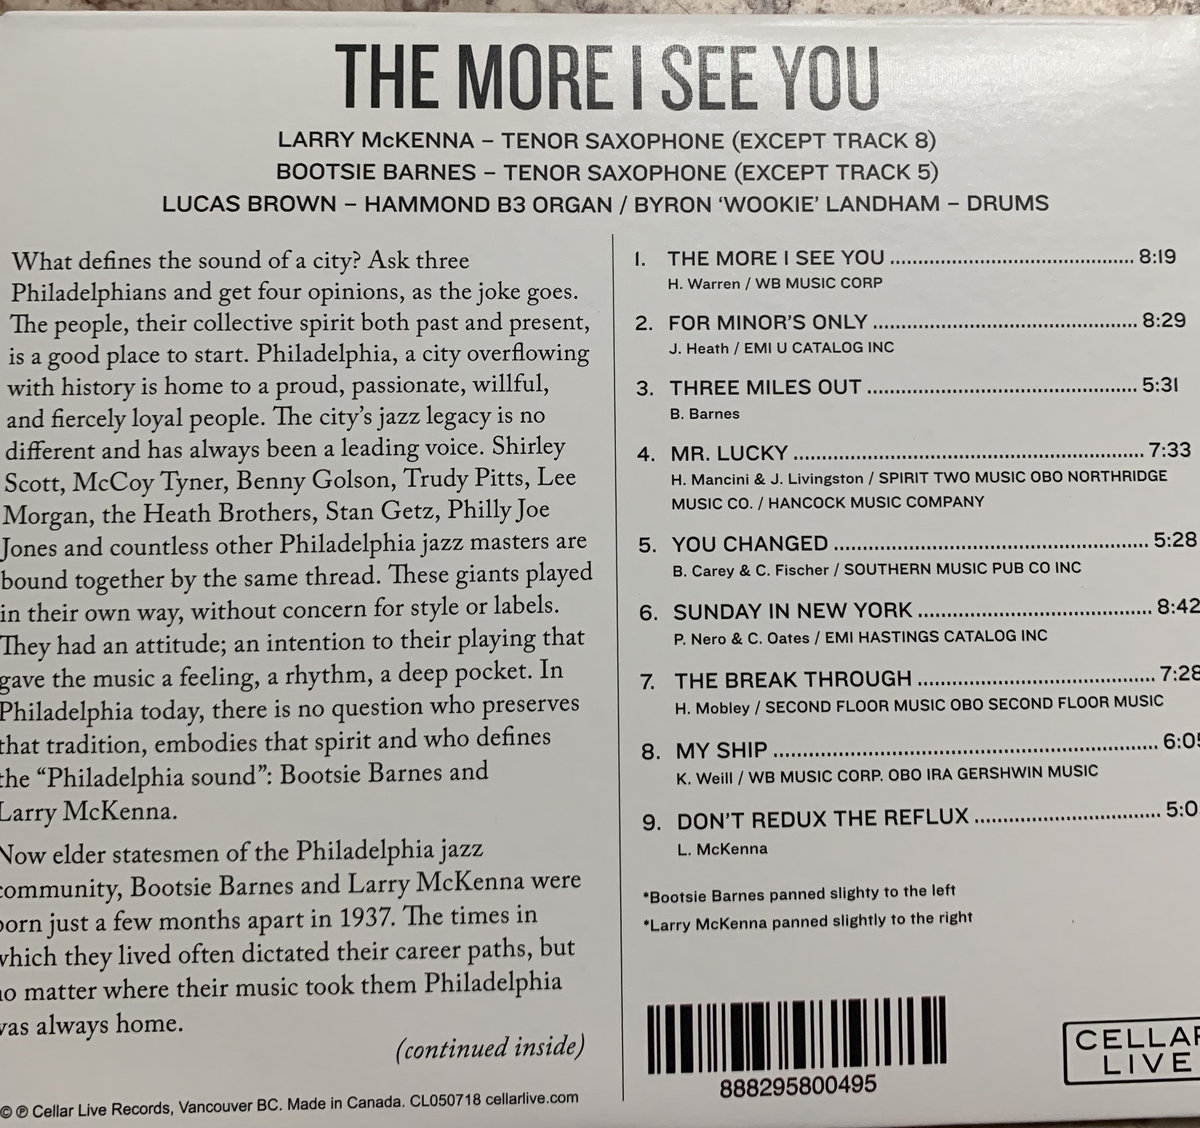 THE MORE I SEE YOU
LARRY McKENNA – TENOR SAXOPHONE (EXCEPT TRACK 8)
BOOTSIE BARNES – TENOR SAXOPHONE (EXCEPT TRACK 5)
LUCAS BROWN – HAMMOND B3 ORGAN / BYRON ‘WOOKIE’ LANDHAM – DRUMS
What defines the sound of a city? Ask three
Philadelphians and get four opinions, as the joke goes.
The people, their collective spirit both past and present,
is a good place to start. Philadelphia, a city overflowing
with history is home to a proud, passionate, willful,
and fiercely loyal people. The city’s jazz legacy is no
different and has always been a leading voice. Shirley
Scott, McCoy Tyner, Benny Golson, Trudy Pitts, Lee
Morgan, the Heath Brothers, Stan Getz, Philly Joe
Jones and countless other Philadelphia jazz masters are
bound together by the same thread. These giants played
in their own way, without concern for style or labels.
They had an attitude; an intention to their playing that
gave the music a feeling, a rhythm, a deep pocket. In
Philadelphia today, there is no question who preserves
that tradition, embodies that spirit and who defines
the “Philadelphia sound”: Bootsie Barnes and
Larry McKenna.
Now elder statesmen of the Philadelphia jazz
community, Bootsie Barnes and Larry McKenna were
born just a few months apart in 1937. The times in
which they lived often dictated their career paths, but
no matter where their music took them Philadelphia
was always home.
(continued inside)
© ℗ Cellar Live Records, Vancouver BC. Made in Canada. CL050718 cellarlive.com
1. THE MORE I SEE YOU ........ 8:19
H. Warren / WB MUSIC CORP
2. FOR MINOR’S ONLY ........ 8:29
J. Heath / EMI U CATALOG INC
3. THREE MILES OUT ........ 5:31
B. Barnes
4. MR. LUCKY ........ 7:33
H. Mancini & J. Livingston / SPIRIT TWO MUSIC OBO NORTHRIDGE
MUSIC CO. / HANCOCK MUSIC COMPANY
5. YOU CHANGED ........ 5:28
B. Carey & C. Fischer / SOUTHERN MUSIC PUB CO INC
6. SUNDAY IN NEW YORK ........ 8:42
P. Nero & C. Oates / EMI HASTINGS CATALOG INC
7. THE BREAK THROUGH ........ 7:28
H. Mobley / SECOND FLOOR MUSIC OBO SECOND FLOOR MUSIC
8. MY SHIP ........ 6:05
K. Weill / WB MUSIC CORP. OBO IRA GERSHWIN MUSIC
9. DON’T REDUX THE REFLUX ........ 5:0
L. McKenna
*Bootsie Barnes panned slighty to the left
*Larry McKenna panned slightly to the right
888295800495
CELLAR
LIVE